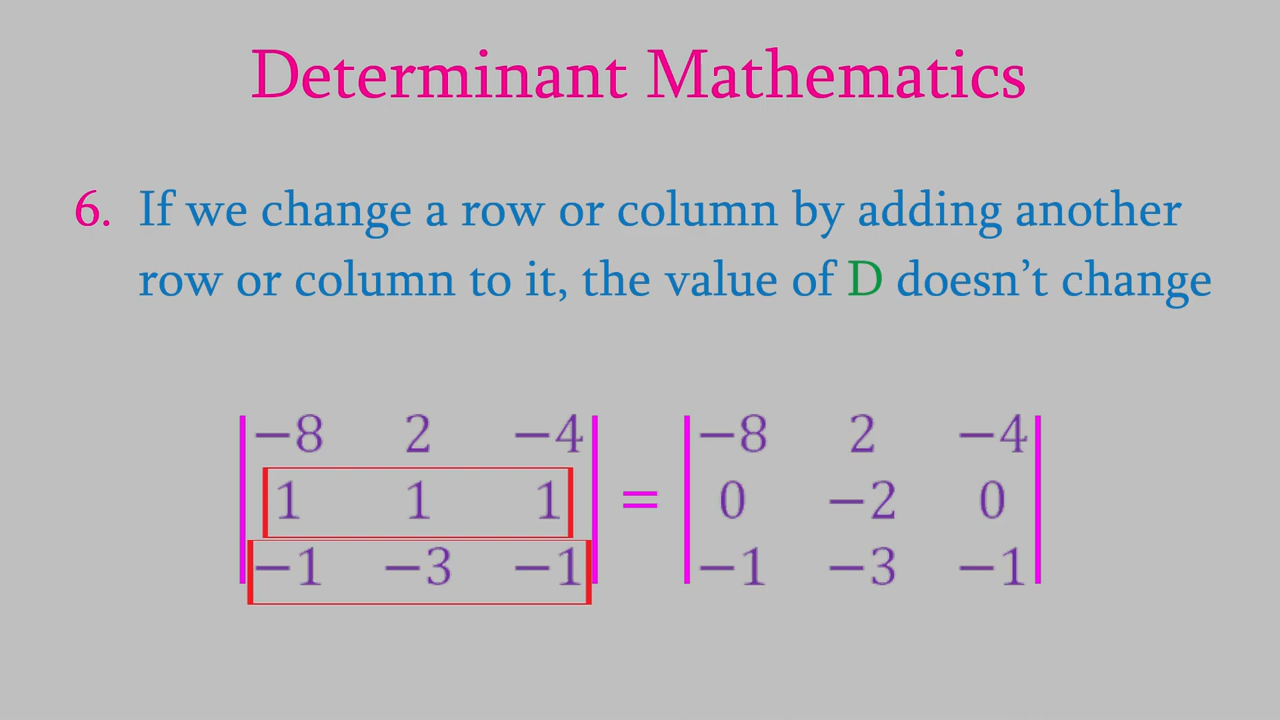 Determinant Mathematics
6. If we change a row or column by adding another
row or column to it, the value of D doesn’t change
|−8 2 −4| |−8 2 −4|
|1 1 1| = |0 −2 0|
|−1 −3 −1| |−1 −3 −1|